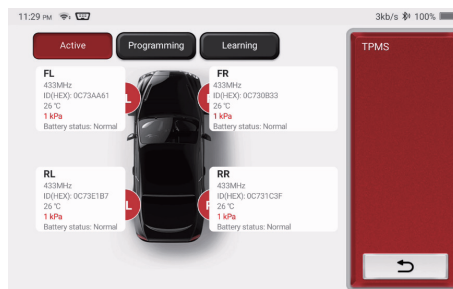 11:29 PM
3kb/s 100%
Active
Programming
Learning
TPMS
FL
433MHz
ID(HEX): 0C73AA61
26 ℃
1 kPa
Battery status: Normal
FR
433MHz
ID(HEX): 0C730B33
26 ℃
1 kPa
Battery status: Normal
RL
433MHz
ID(HEX): 0C73E1B7
26 ℃
1 kPa
Battery status: Normal
RR
433MHz
ID(HEX): 0C731C3F
26 ℃
1 kPa
Battery status: Normal